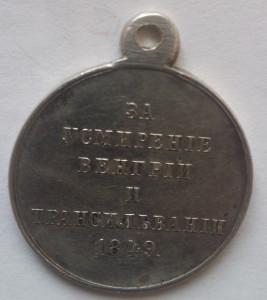 ЗА
УСМИРЕНІЕ
ВЕНГРІИ
И
ТРАНСИЛЬВАНІИ
1849.